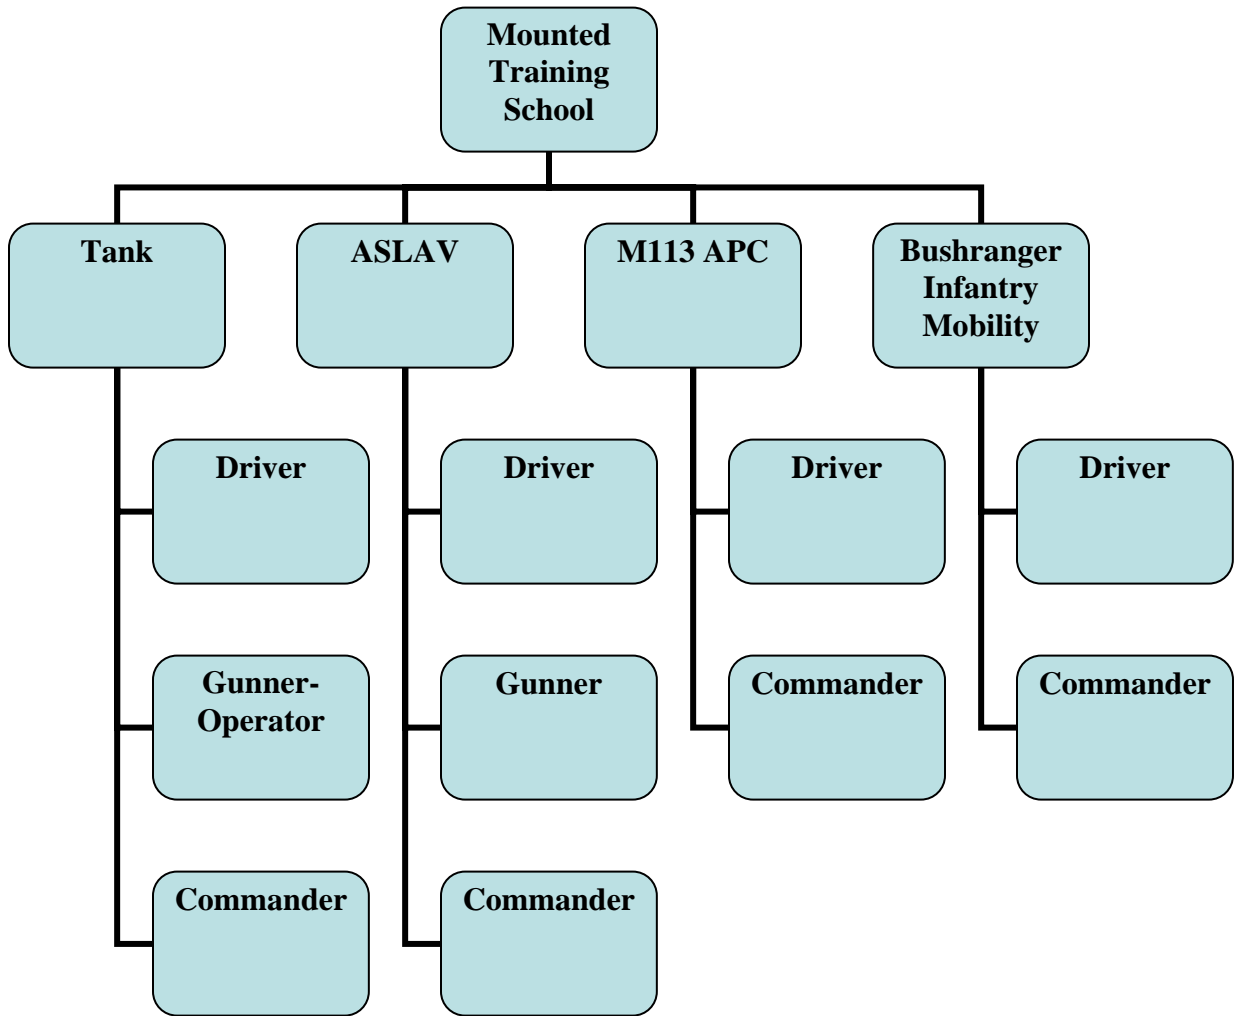 Mounted
Training
School
Tank
ASLAV
M113 APC
Bushranger
Infantry
Mobility
Driver
Driver
Driver
Driver
Gunner-
Operator
Gunner
Commander
Commander
Commander
Commander